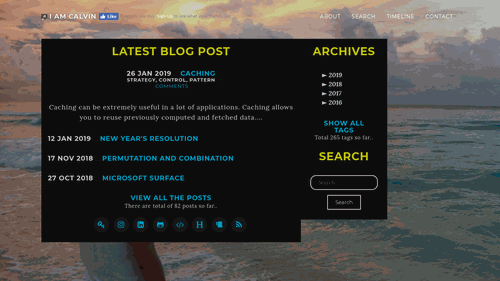 I AM CALVIN
Like
Sign Up
ABOUT SEARCH TIMELINE CONTACT
LATEST BLOG POST
26 JAN 2019 CACHING
STRATEGY, CONTROL, PATTERN
COMMENTS
Caching can be extremely useful in a lot of applications. Caching allows
you to reuse previously computed and fetched data....
12 JAN 2019 NEW YEAR'S RESOLUTION
17 NOV 2018 PERMUTATION AND COMBINATION
27 OCT 2018 MICROSOFT SURFACE
VIEW ALL THE POSTS
There are total of 82 posts so far..
ARCHIVES
2019
2018
2017
2016
SHOW ALL
TAGS
Total 265 tags so far..
SEARCH
Search
Search